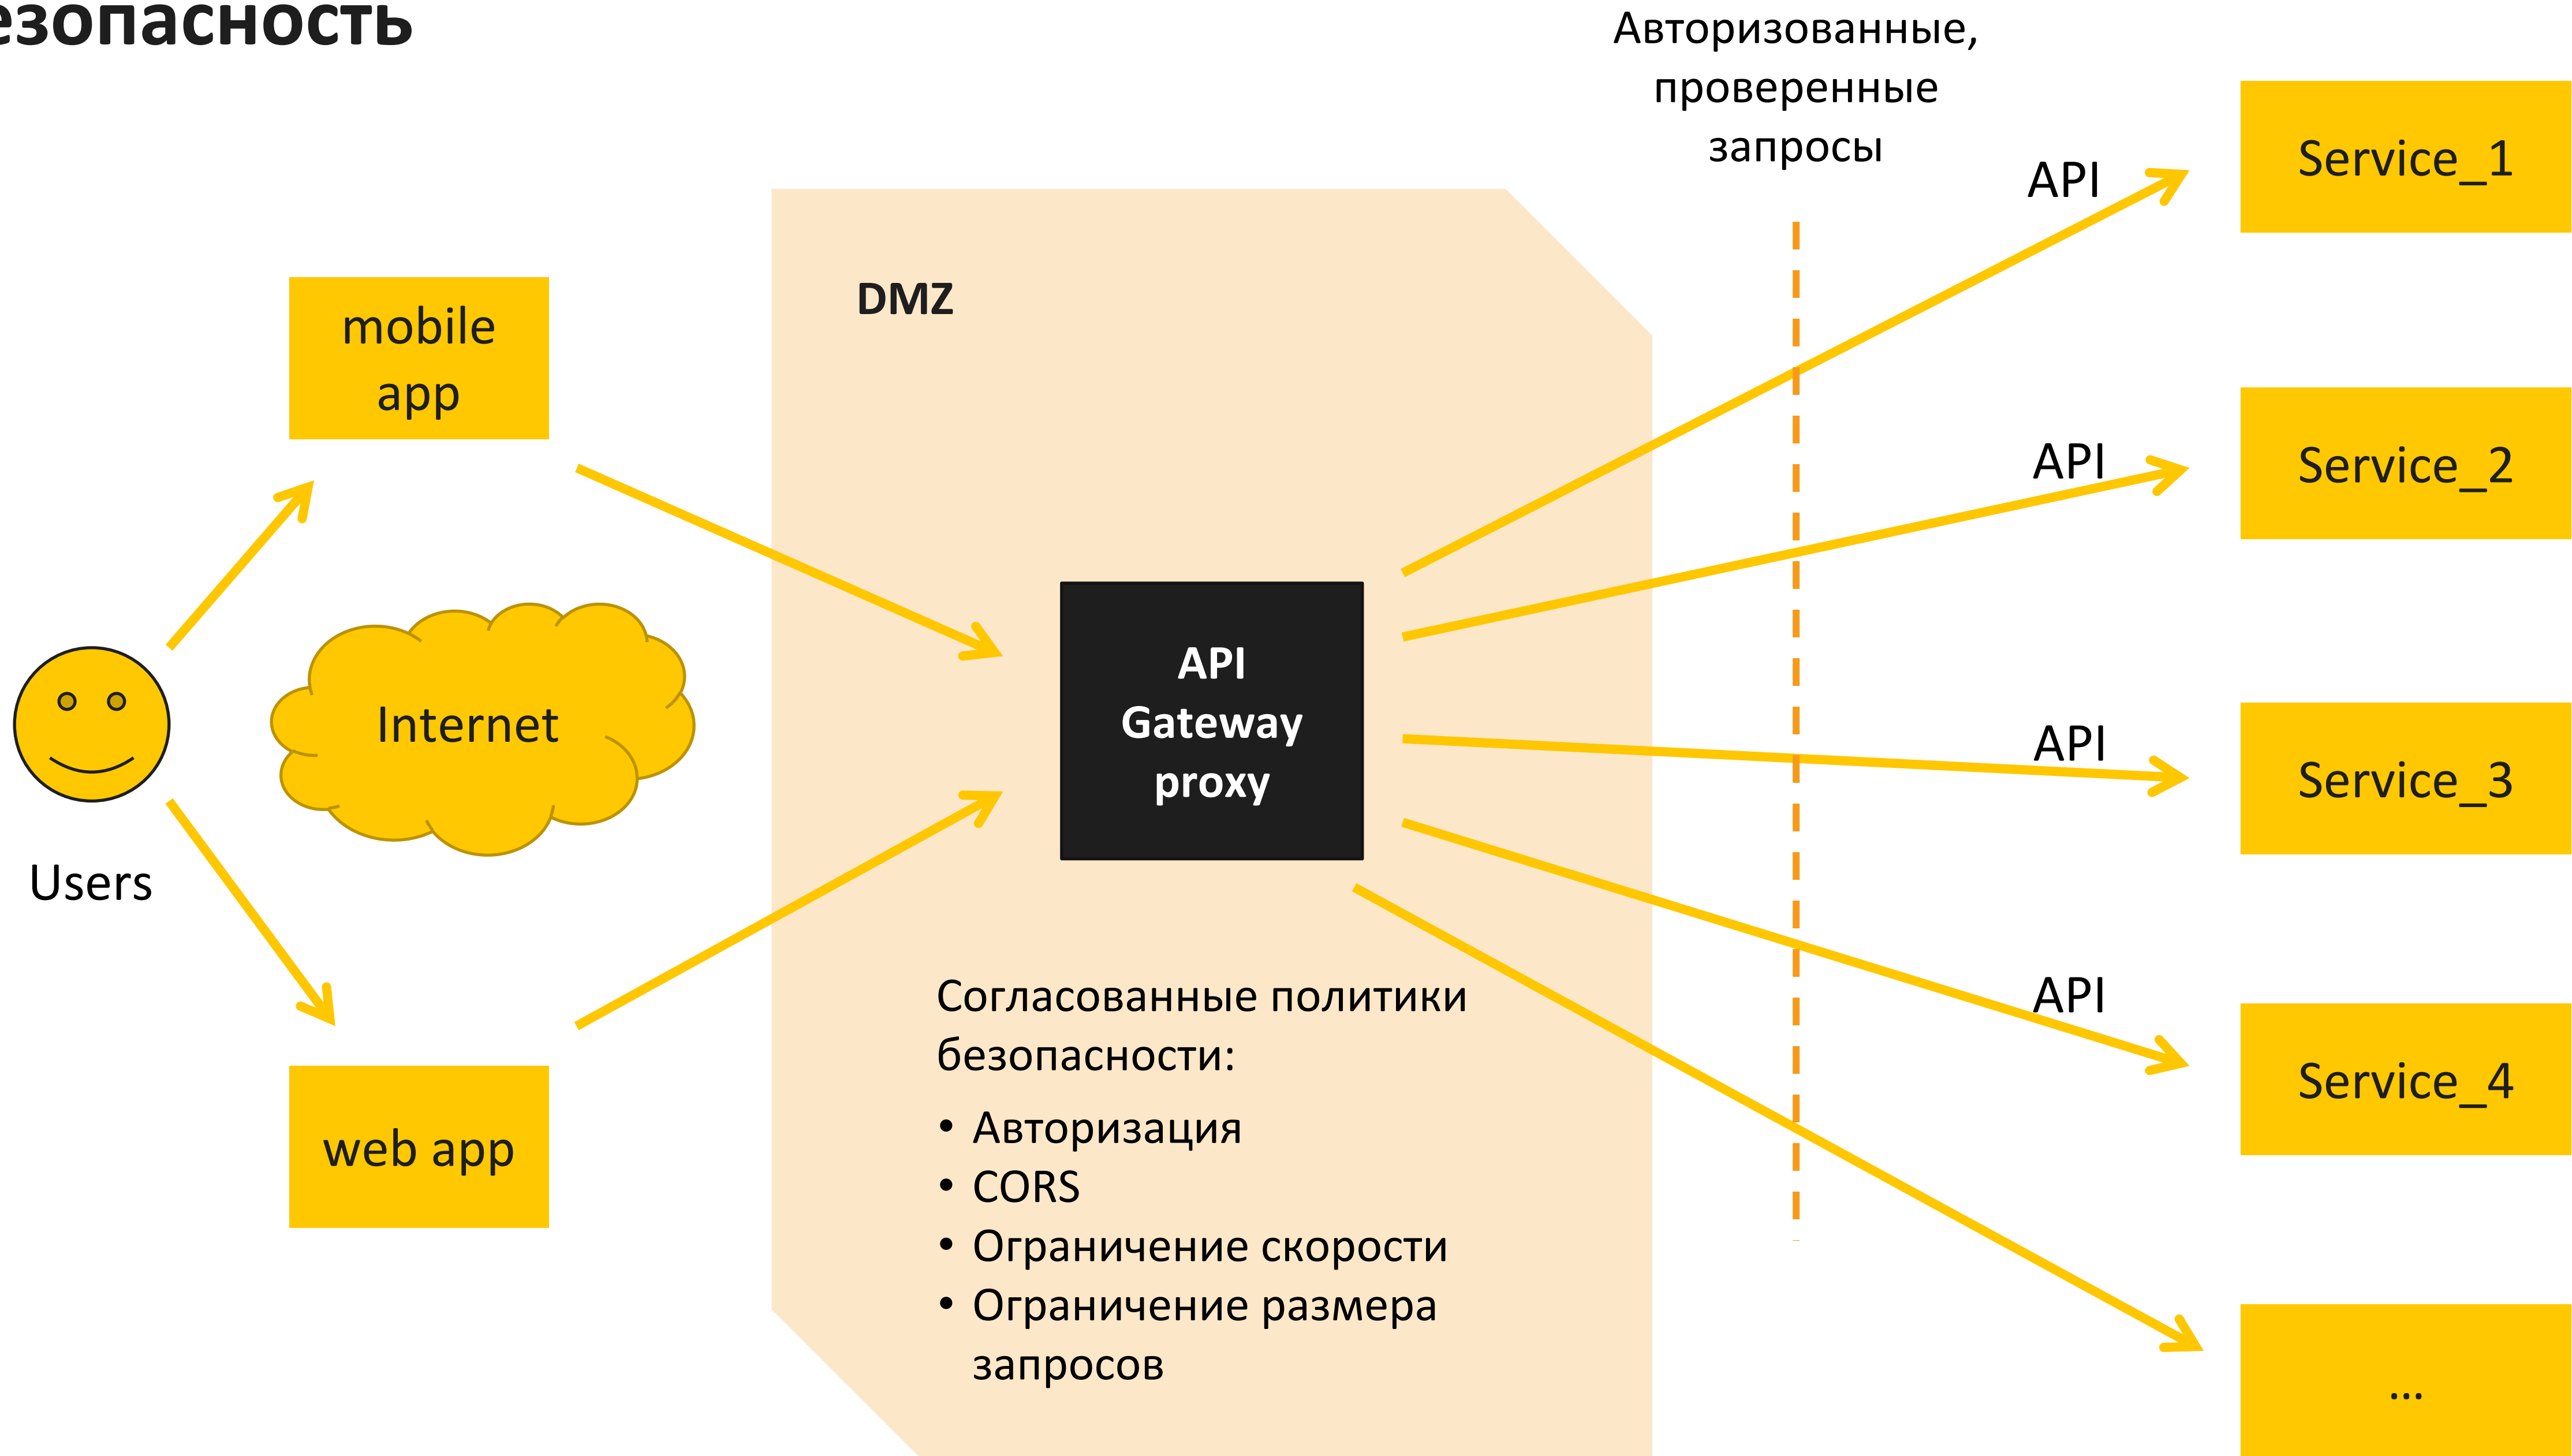 езопасность
Авторизованные,
проверенные
запросы
API
Service_1
DMZ
mobile
app
API
Service_2
API
Gateway
proxy
Internet
API
Service_3
Users
Согласованные политики
безопасности:
• Авторизация
• CORS
• Ограничение скорости
• Ограничение размера
запросов
API
Service_4
web app
...